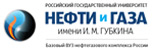 РОССИЙСКИЙ ГОСУДАРСТВЕННЫЙ УНИВЕРСИТЕТ
НЕФТИ И ГАЗА
ИМЕНИ И. М. ГУБКИНА
Базовый ВУЗ нефтегазового комплекса России